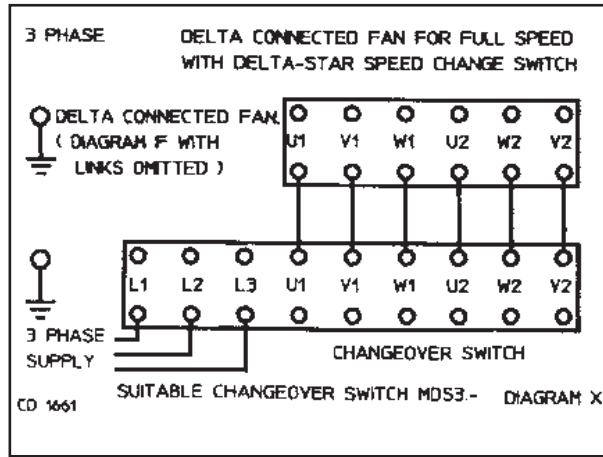 3 PHASE DELTA CONNECTED FAN FOR FULL SPEED
WITH DELTA-STAR SPEED CHANGE SWITCH
DELTA CONNECTED FAN.
( DIAGRAM F WITH
LINKS OMITTED )
U1 V1 W1 U2 W2 V2
L1 L2 L3 U1 V1 W1 U2 W2 V2
3 PHASE
SUPPLY
CHANGEOVER SWITCH
SUITABLE CHANGEOVER SWITCH MDS3.- DIAGRAM X
CD 1661